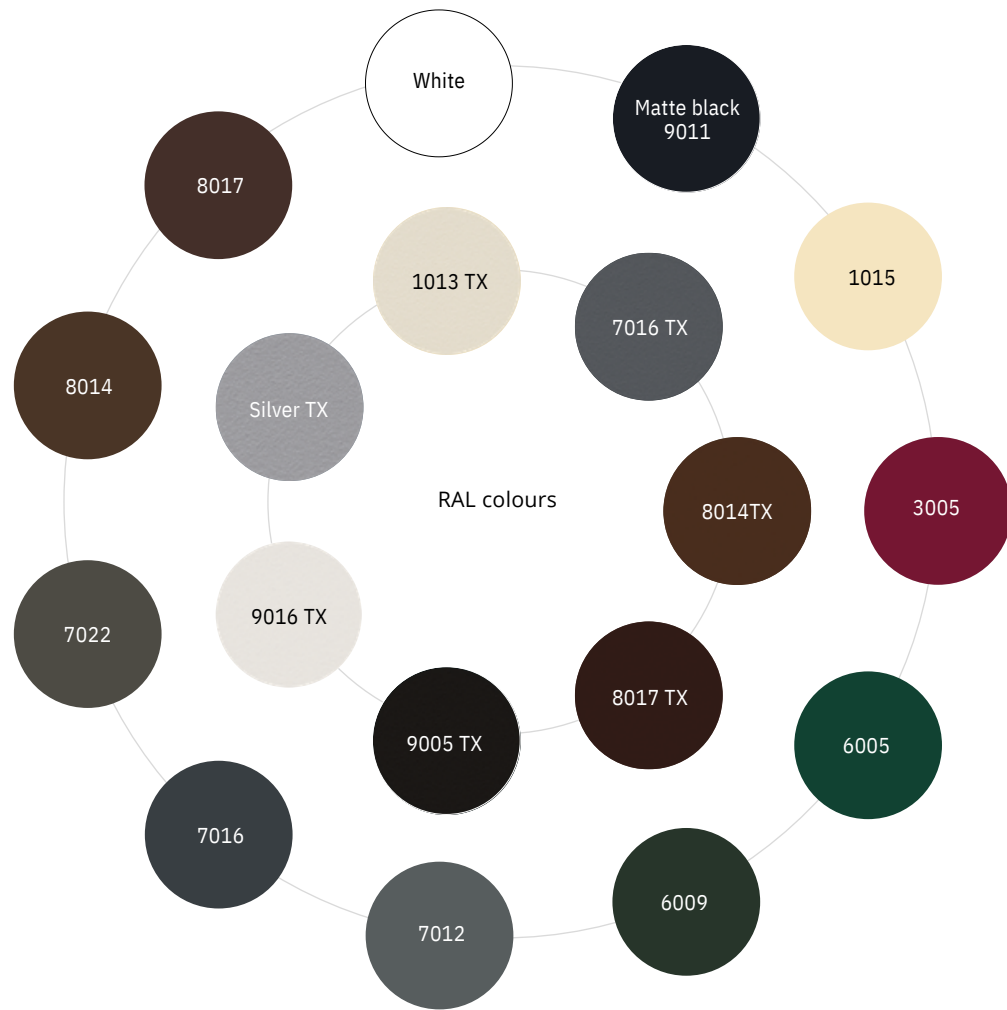 White
Matte black
9011
8017
1013 TX
1015
7016 TX
8014
Silver TX
RAL colours
8014TX
3005
9016 TX
7022
8017 TX
9005 TX
6005
7016
6009
7012